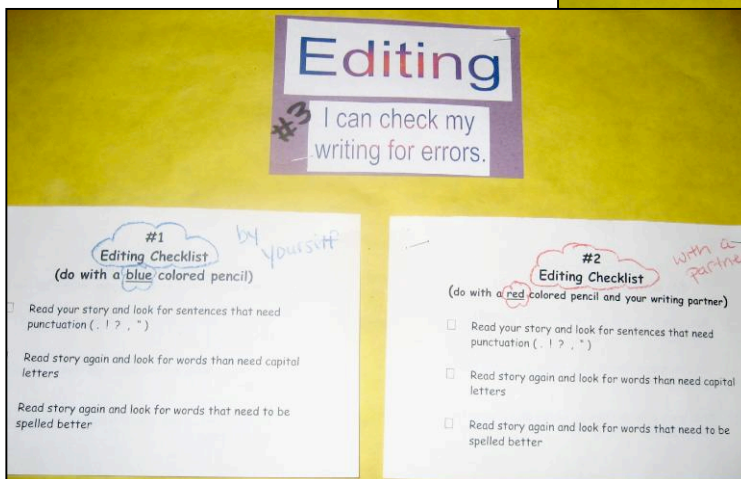 Editing
#3
I can check my
writing for errors.
#1
Editing Checklist
(do with a blue colored pencil)
by
yourself
Read your story and look for sentences that need
punctuation ( . ! ? , " )
Read story again and look for words than need capital
letters
Read story again and look for words that need to be
spelled better
#2
Editing Checklist
(do with a red colored pencil and your writing partner)
with a
partne
Read your story and look for sentences that need
punctuation ( . ! ? , " )
Read story again and look for words than need capital
letters
Read story again and look for words that need to be
spelled better